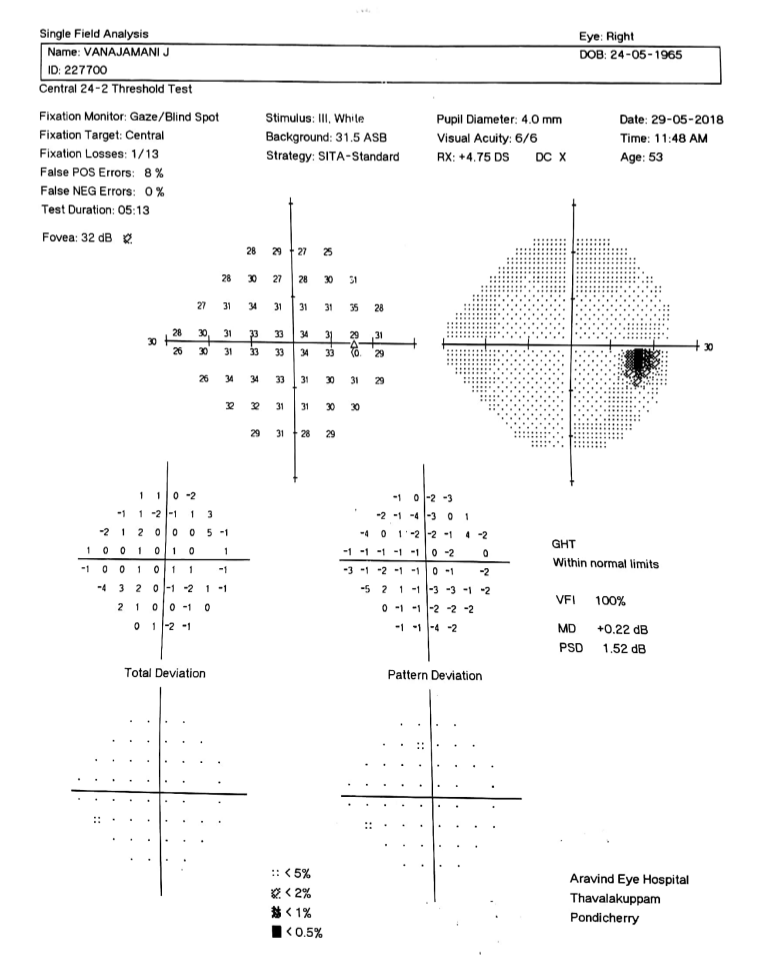 Single Field Analysis
Eye: Right
Name: VANAJAMANI J
DOB: 24-05-1965
ID: 227700
Central 24-2 Threshold Test
Fixation Monitor: Gaze/Blind Spot
Stimulus: III, White
Pupil Diameter: 4.0 mm
Date: 29-05-2018
Fixation Target: Central
Background: 31.5 ASB
Visual Acuity: 6/6
Time: 11:48 AM
Fixation Losses: 1/13
Strategy: SITA-Standard
RX: +4.75 DS DC X
Age: 53
False POS Errors: 8 %
False NEG Errors: 0 %
Test Duration: 05:13
Fovea: 32 dB
28 29 27 25
28 30 27 28 30 31
27 31 34 31 31 31 35 28
30 28 30 31 33 33 34 31 29 31
30
26 30 31 33 33 34 33 29
26 34 34 33 31 30 31 29
32 32 31 31 30 30
29 31 28 29
1 1 0 -2
-1 1 -2 -1 1 3
-2 1 2 0 0 0 5 -1
1 0 0 1 0 1 0 1
-1 0 0 1 0 1 1 -1
-4 3 2 0 -1 -2 1 -1
2 1 0 0 -1 0
0 1 -2 -1
Total Deviation
-1 0 -2 -3
-2 -1 -4 -3 0 1
-4 0 1 -2 -2 -1 4 -2
-1 -1 -1 -1 -1 0 -2 0
-3 -1 -2 -1 -1 0 -1 -2
-5 2 1 -1 -3 -3 -1 -2
0 -1 -1 -2 -2 -2
-1 -1 -4 -2
Pattern Deviation
GHT
Within normal limits
VFI 100%
MD +0.22 dB
PSD 1.52 dB
:: < 5%
< 2%
< 1%
< 0.5%
Aravind Eye Hospital
Thavalakuppam
Pondicherry